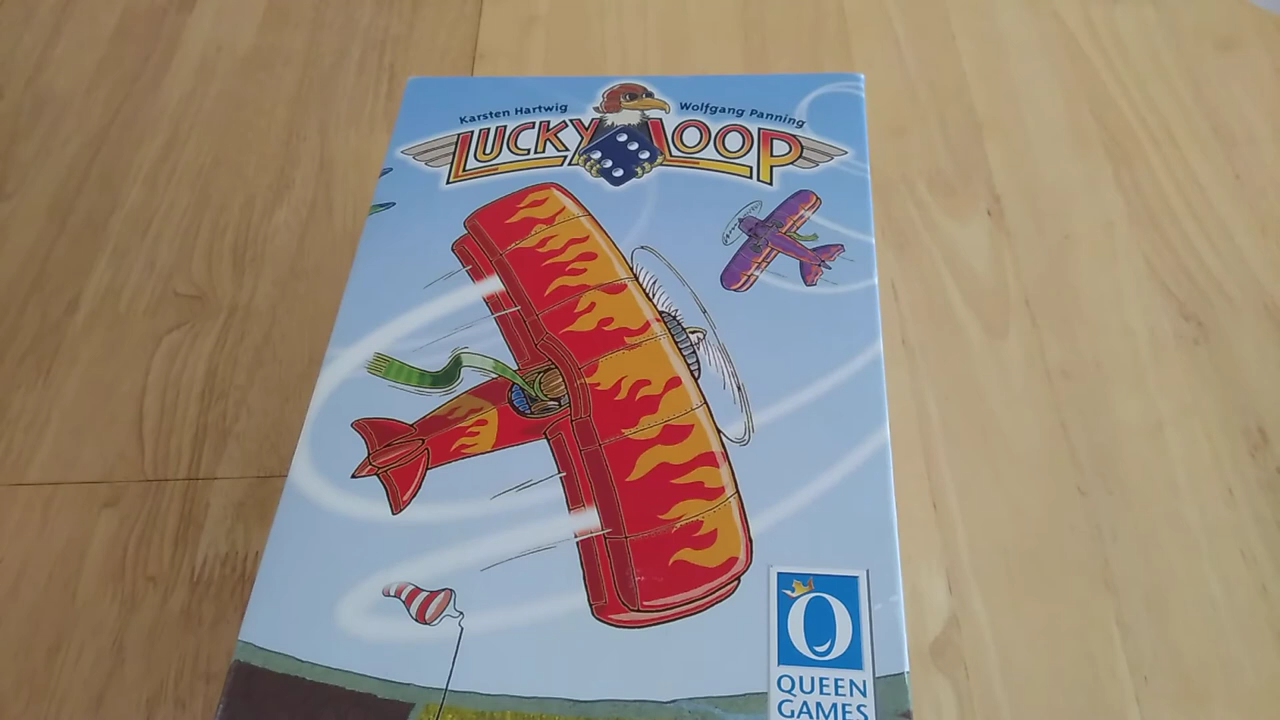 Karsten Hartwig
Wolfgang Panning
LUCKY LOOP
QUEEN
GAMES